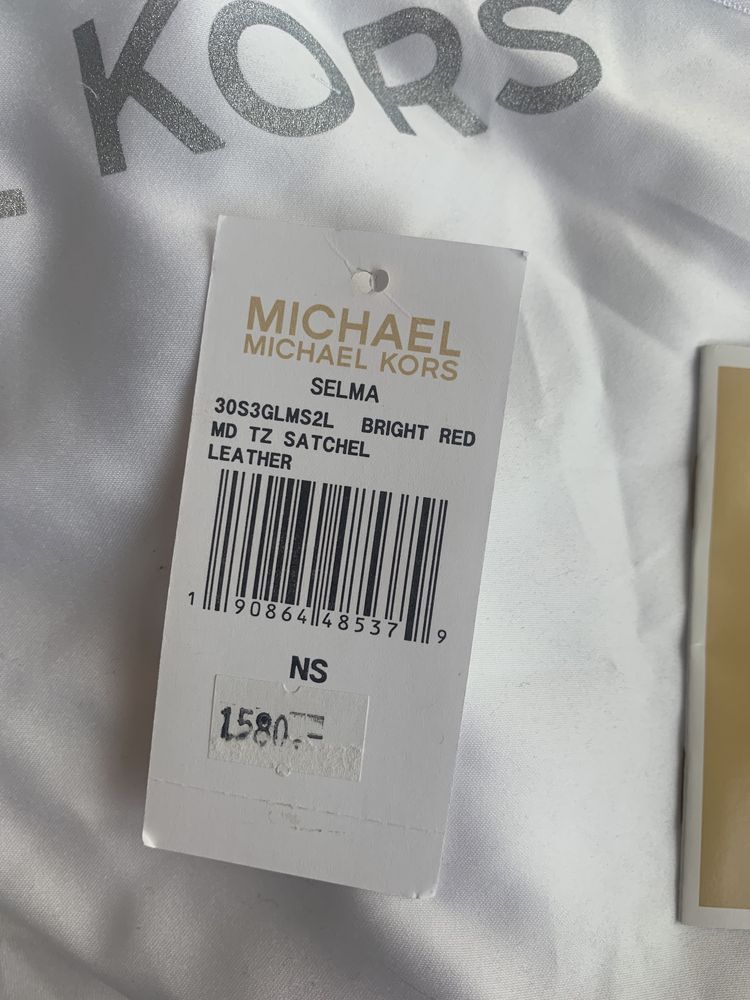 KORS
MICHAEL
MICHAEL KORS
SELMA
30S3GLMS2L BRIGHT RED
MD TZ SATCHEL
LEATHER
1 90864 48537 9
NS
1580.-